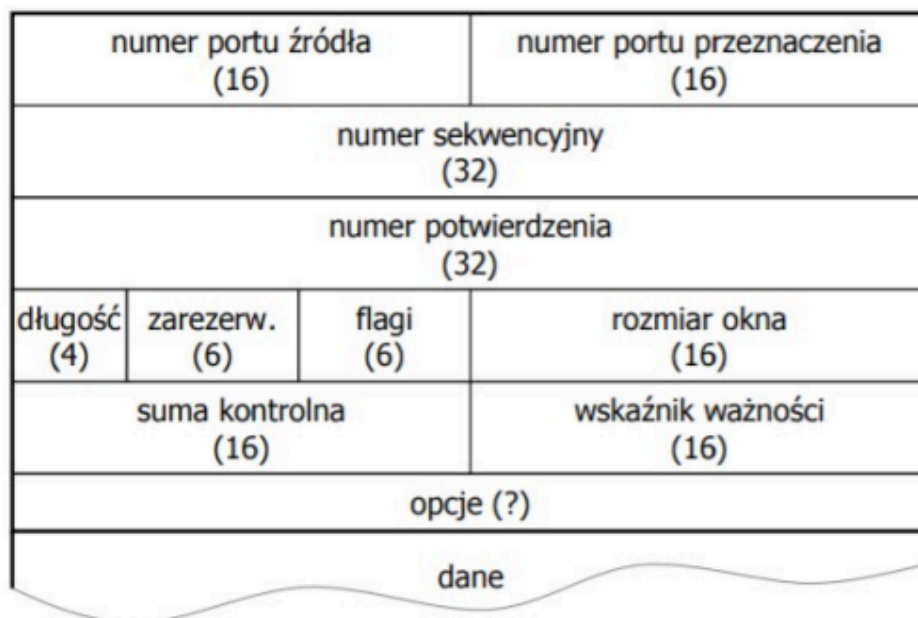 numer portu źródła
(16)
numer portu przeznaczenia
(16)
numer sekwencyjny
(32)
numer potwierdzenia
(32)
długość
(4)
zarezerw.
(6)
flagi
(6)
rozmiar okna
(16)
suma kontrolna
(16)
wskaźnik ważności
(16)
opcje (?)
dane